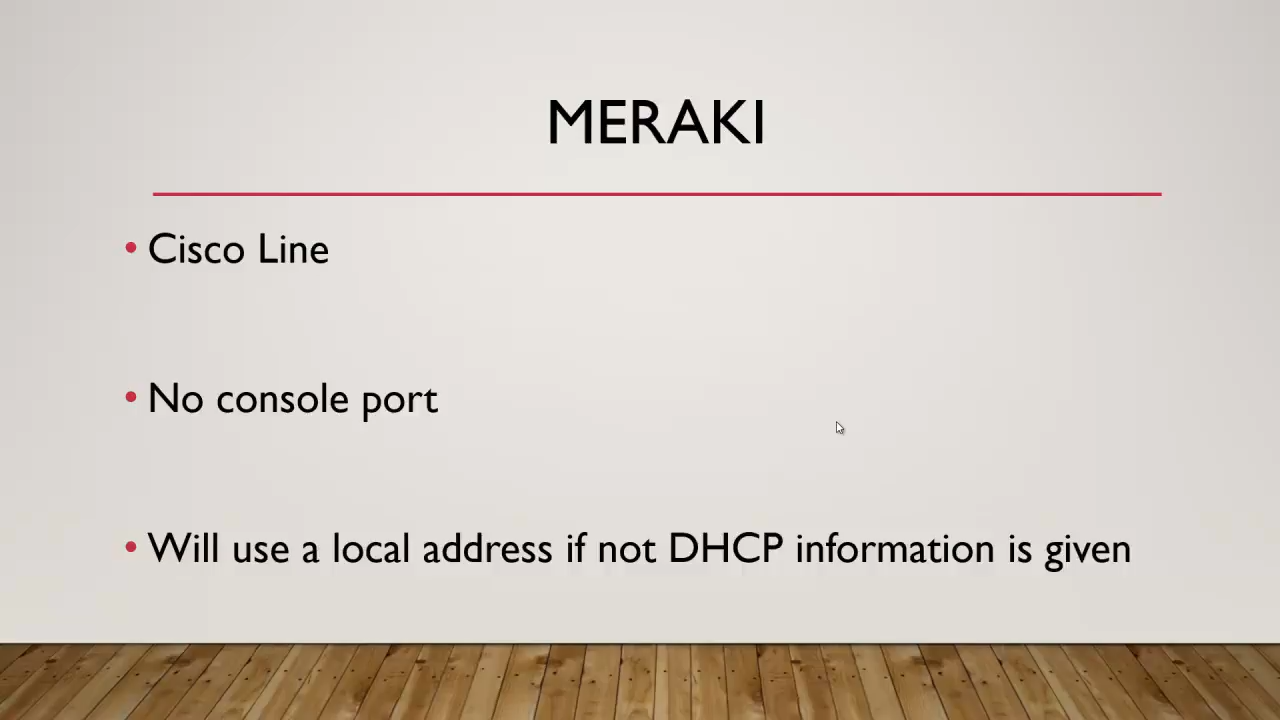 MERAKI
• Cisco Line
• No console port
• Will use a local address if not DHCP information is given